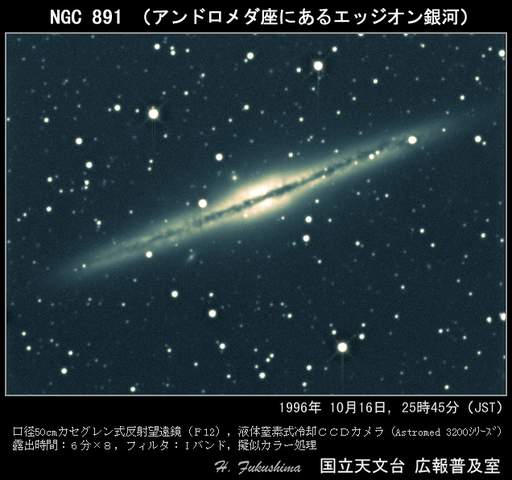 NGC 891 （アンドロメダ座にあるエッジオン銀河）
1996年 10月16日, 25時45分 (JST)
口径50cmカセグレン式反射望遠鏡（F12）, 液体窒素式冷却ＣＣＤカメラ（Astromed 3200ｼﾘｰｽﾞ）
露出時間：６分×８, フィルタ：Ｉバンド, 擬似カラー処理
H. Fukushima 国立天文台 広報普及室